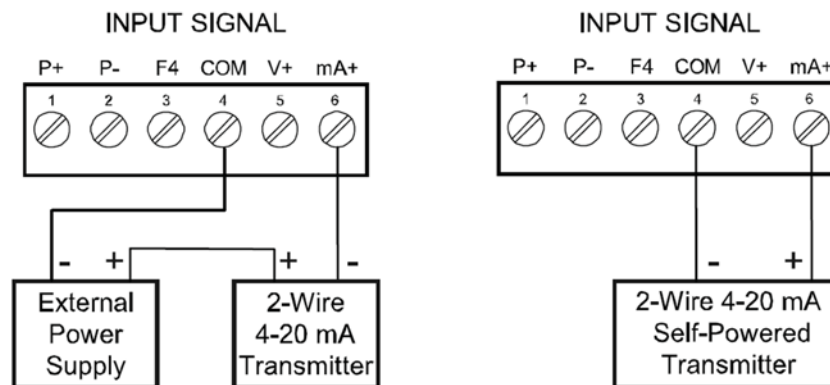 INPUT SIGNAL
P+ P- F4 COM V+ mA+
1 2 3 4 5 6
- + + -
External
Power
Supply
2-Wire
4-20 mA
Transmitter
INPUT SIGNAL
P+ P- F4 COM V+ mA+
1 2 3 4 5 6
- +
2-Wire 4-20 mA
Self-Powered
Transmitter